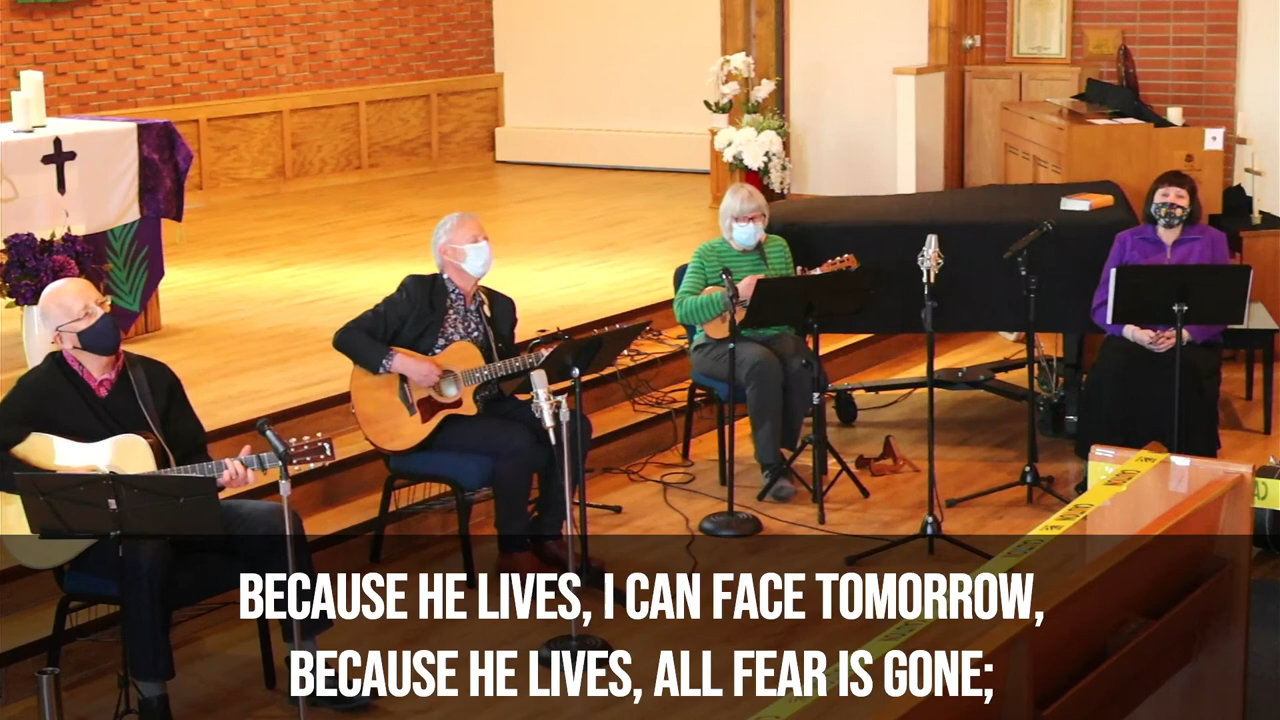 BECAUSE HE LIVES, I CAN FACE TOMORROW,
BECAUSE HE LIVES, ALL FEAR IS GONE;